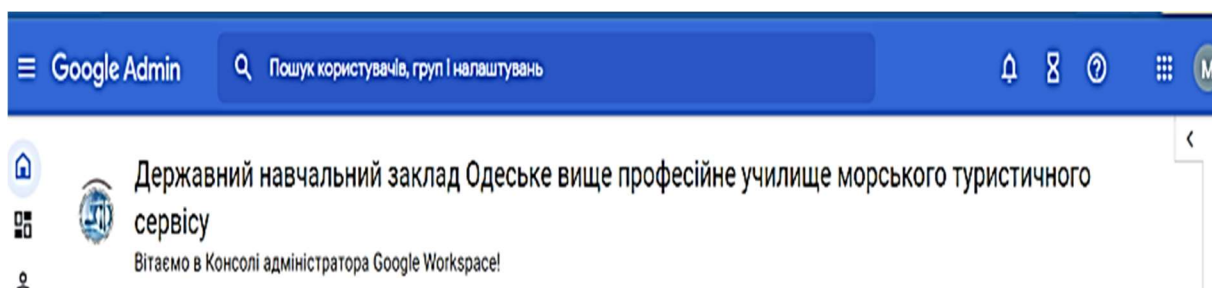 Google Admin
Пошук користувачів, груп і налаштувань
M
Державний навчальний заклад Одеське вище професійне училище морського туристичного
сервісу
Вітаємо в Консолі адміністратора Google Workspace!